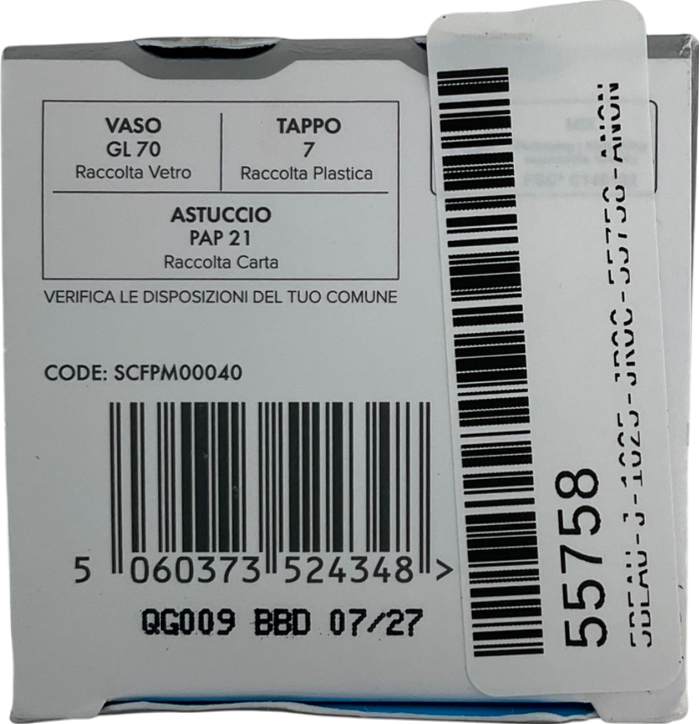 VASO
GL 70
Raccolta Vetro
TAPPO
7
Raccolta Plastica
ASTUCCIO
PAP 21
Raccolta Carta
VERIFICA LE DISPOSIZIONI DEL TUO COMUNE
CODE: SCFPM00040
5 060373 524348 >
QG009 BBD 07/27
55758